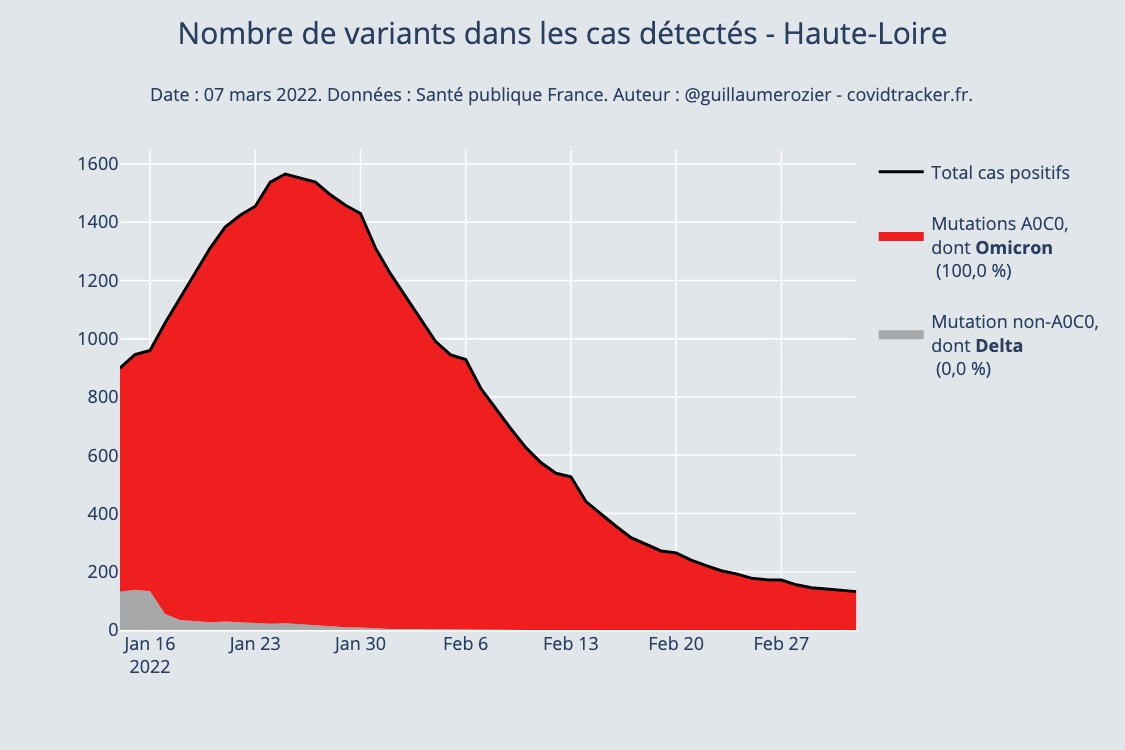 Nombre de variants dans les cas détectés - Haute-Loire
Date : 07 mars 2022. Données : Santé publique France. Auteur : @guillaumerozier - covidtracker.fr.
1600
1400
1200
1000
800
600
400
200
0
Jan 16
2022
Jan 23
Jan 30
Feb 6
Feb 13
Feb 20
Feb 27
Total cas positifs
Mutations A0C0,
dont Omicron
(100,0 %)
Mutation non-A0C0,
dont Delta
(0,0 %)